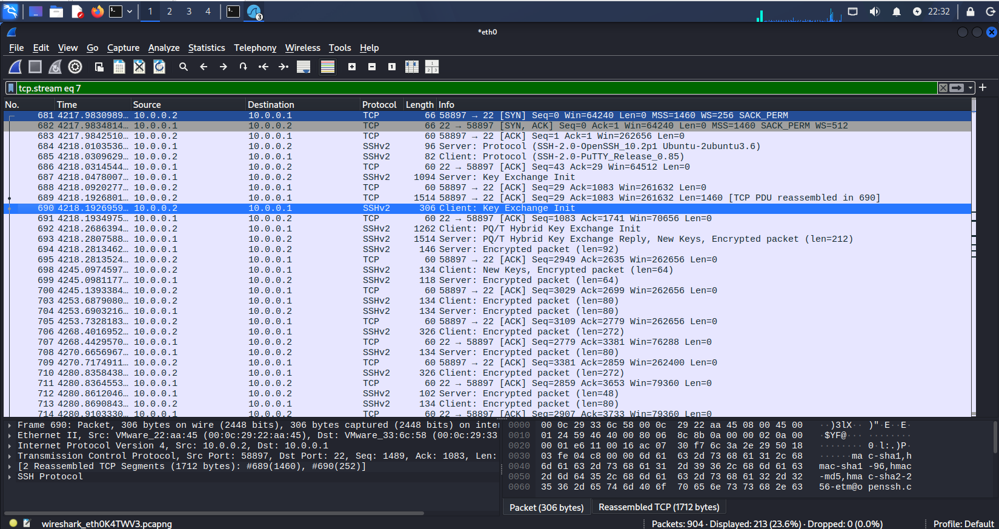 1 2 3 4 3 22:32
*eth0
File Edit View Go Capture Analyze Statistics Telephony Wireless Tools Help
tcp.stream eq 7
No. Time Source Destination Protocol Length Info
681 4217.9830989… 10.0.0.2 10.0.0.1 TCP 66 58897 → 22 [SYN] Seq=0 Win=64240 Len=0 MSS=1460 WS=256 SACK_PERM
682 4217.9834814… 10.0.0.1 10.0.0.2 TCP 66 22 → 58897 [SYN, ACK] Seq=0 Ack=1 Win=64240 Len=0 MSS=1460 SACK_PERM WS=512
683 4217.9842510… 10.0.0.2 10.0.0.1 TCP 60 58897 → 22 [ACK] Seq=1 Ack=1 Win=262656 Len=0
684 4218.0103536… 10.0.0.1 10.0.0.2 SSHv2 96 Server: Protocol (SSH-2.0-OpenSSH_10.2p1 Ubuntu-2ubuntu3.6)
685 4218.0309629… 10.0.0.2 10.0.0.1 SSHv2 82 Client: Protocol (SSH-2.0-PuTTY_Release_0.85)
686 4218.0314544… 10.0.0.1 10.0.0.2 TCP 60 22 → 58897 [ACK] Seq=43 Ack=29 Win=64512 Len=0
687 4218.0478007… 10.0.0.1 10.0.0.2 SSHv2 1094 Server: Key Exchange Init
688 4218.0920277… 10.0.0.2 10.0.0.1 TCP 60 58897 → 22 [ACK] Seq=29 Ack=1083 Win=261632 Len=0
689 4218.1926801… 10.0.0.2 10.0.0.1 TCP 1514 58897 → 22 [ACK] Seq=29 Ack=1083 Win=261632 Len=1460 [TCP PDU reassembled in 690]
690 4218.1926959… 10.0.0.2 10.0.0.1 SSHv2 306 Client: Key Exchange Init
691 4218.1934975… 10.0.0.1 10.0.0.2 TCP 60 22 → 58897 [ACK] Seq=1083 Ack=1741 Win=70656 Len=0
692 4218.2686394… 10.0.0.2 10.0.0.1 SSHv2 1262 Client: PQ/T Hybrid Key Exchange Init
693 4218.2807588… 10.0.0.1 10.0.0.2 SSHv2 1514 Server: PQ/T Hybrid Key Exchange Reply, New Keys, Encrypted packet (len=212)
694 4218.2813462… 10.0.0.1 10.0.0.2 SSHv2 146 Server: Encrypted packet (len=92)
695 4218.2813524… 10.0.0.2 10.0.0.1 TCP 60 58897 → 22 [ACK] Seq=2949 Ack=2635 Win=262656 Len=0
698 4245.0974597… 10.0.0.2 10.0.0.1 SSHv2 134 Client: New Keys, Encrypted packet (len=64)
699 4245.0981177… 10.0.0.1 10.0.0.2 SSHv2 118 Server: Encrypted packet (len=64)
700 4245.1393384… 10.0.0.2 10.0.0.1 TCP 60 58897 → 22 [ACK] Seq=3029 Ack=2699 Win=262656 Len=0
703 4253.6879080… 10.0.0.2 10.0.0.1 SSHv2 134 Client: Encrypted packet (len=80)
704 4253.6903216… 10.0.0.1 10.0.0.2 SSHv2 134 Server: Encrypted packet (len=80)
705 4253.7328183… 10.0.0.2 10.0.0.1 TCP 60 58897 → 22 [ACK] Seq=3109 Ack=2779 Win=262656 Len=0
706 4268.4016952… 10.0.0.2 10.0.0.1 SSHv2 326 Client: Encrypted packet (len=272)
707 4268.4429570… 10.0.0.1 10.0.0.2 TCP 60 22 → 58897 [ACK] Seq=2779 Ack=3381 Win=76288 Len=0
708 4270.6656967… 10.0.0.1 10.0.0.2 SSHv2 134 Server: Encrypted packet (len=80)
709 4270.7174911… 10.0.0.2 10.0.0.1 TCP 60 58897 → 22 [ACK] Seq=3381 Ack=2859 Win=262400 Len=0
710 4280.8358438… 10.0.0.2 10.0.0.1 SSHv2 326 Client: Encrypted packet (len=272)
711 4280.8364553… 10.0.0.1 10.0.0.2 TCP 60 22 → 58897 [ACK] Seq=2859 Ack=3653 Win=79360 Len=0
712 4280.8612046… 10.0.0.1 10.0.0.2 SSHv2 102 Server: Encrypted packet (len=48)
713 4280.8690843… 10.0.0.2 10.0.0.1 SSHv2 134 Client: Encrypted packet (len=80)
714 4280.9103330… 10.0.0.1 10.0.0.2 TCP 60 22 → 58897 [ACK] Seq=2907 Ack=3733 Win=79360 Len=0
Frame 690: Packet, 306 bytes on wire (2448 bits), 306 bytes captured (2448 bits) on inter
Ethernet II, Src: VMware_22:aa:45 (00:0c:29:22:aa:45), Dst: VMware_33:6c:58 (00:0c:29:33
Internet Protocol Version 4, Src: 10.0.0.2, Dst: 10.0.0.1
Transmission Control Protocol, Src Port: 58897, Dst Port: 22, Seq: 1489, Ack: 1083, Len:
[2 Reassembled TCP Segments (1712 bytes): #689(1460), #690(252)]
SSH Protocol
0000 00 0c 29 33 6c 58 00 0c 29 22 aa 45 08 00 45 00 ··)3lX·· )"·E··E·
0010 01 24 59 46 40 00 80 06 8c 8b 0a 00 00 02 0a 00 ·$YF@··· ········
0020 00 01 e6 11 00 16 ac 07 30 f7 6c 3a 2e 29 50 18 ········ 0·l:.)P·
0030 03 fe 04 c8 00 00 6d 61 63 2d 73 68 61 31 2c 68 ······ma c-sha1,h
0040 6d 61 63 2d 73 68 61 31 2d 39 36 2c 68 6d 61 63 mac-sha1 -96,hmac
0050 2d 6d 64 35 2c 68 6d 61 63 2d 73 68 61 32 2d 32 -md5,hma c-sha2-2
0060 35 36 2d 65 74 6d 40 6f 70 65 6e 73 73 68 2e 63 56-etm@o penssh.c
Packet (306 bytes) Reassembled TCP (1712 bytes)
wireshark_eth0K4TWV3.pcapng Packets: 904 · Displayed: 213 (23.6%) · Dropped: 0 (0.0%) Profile: Default